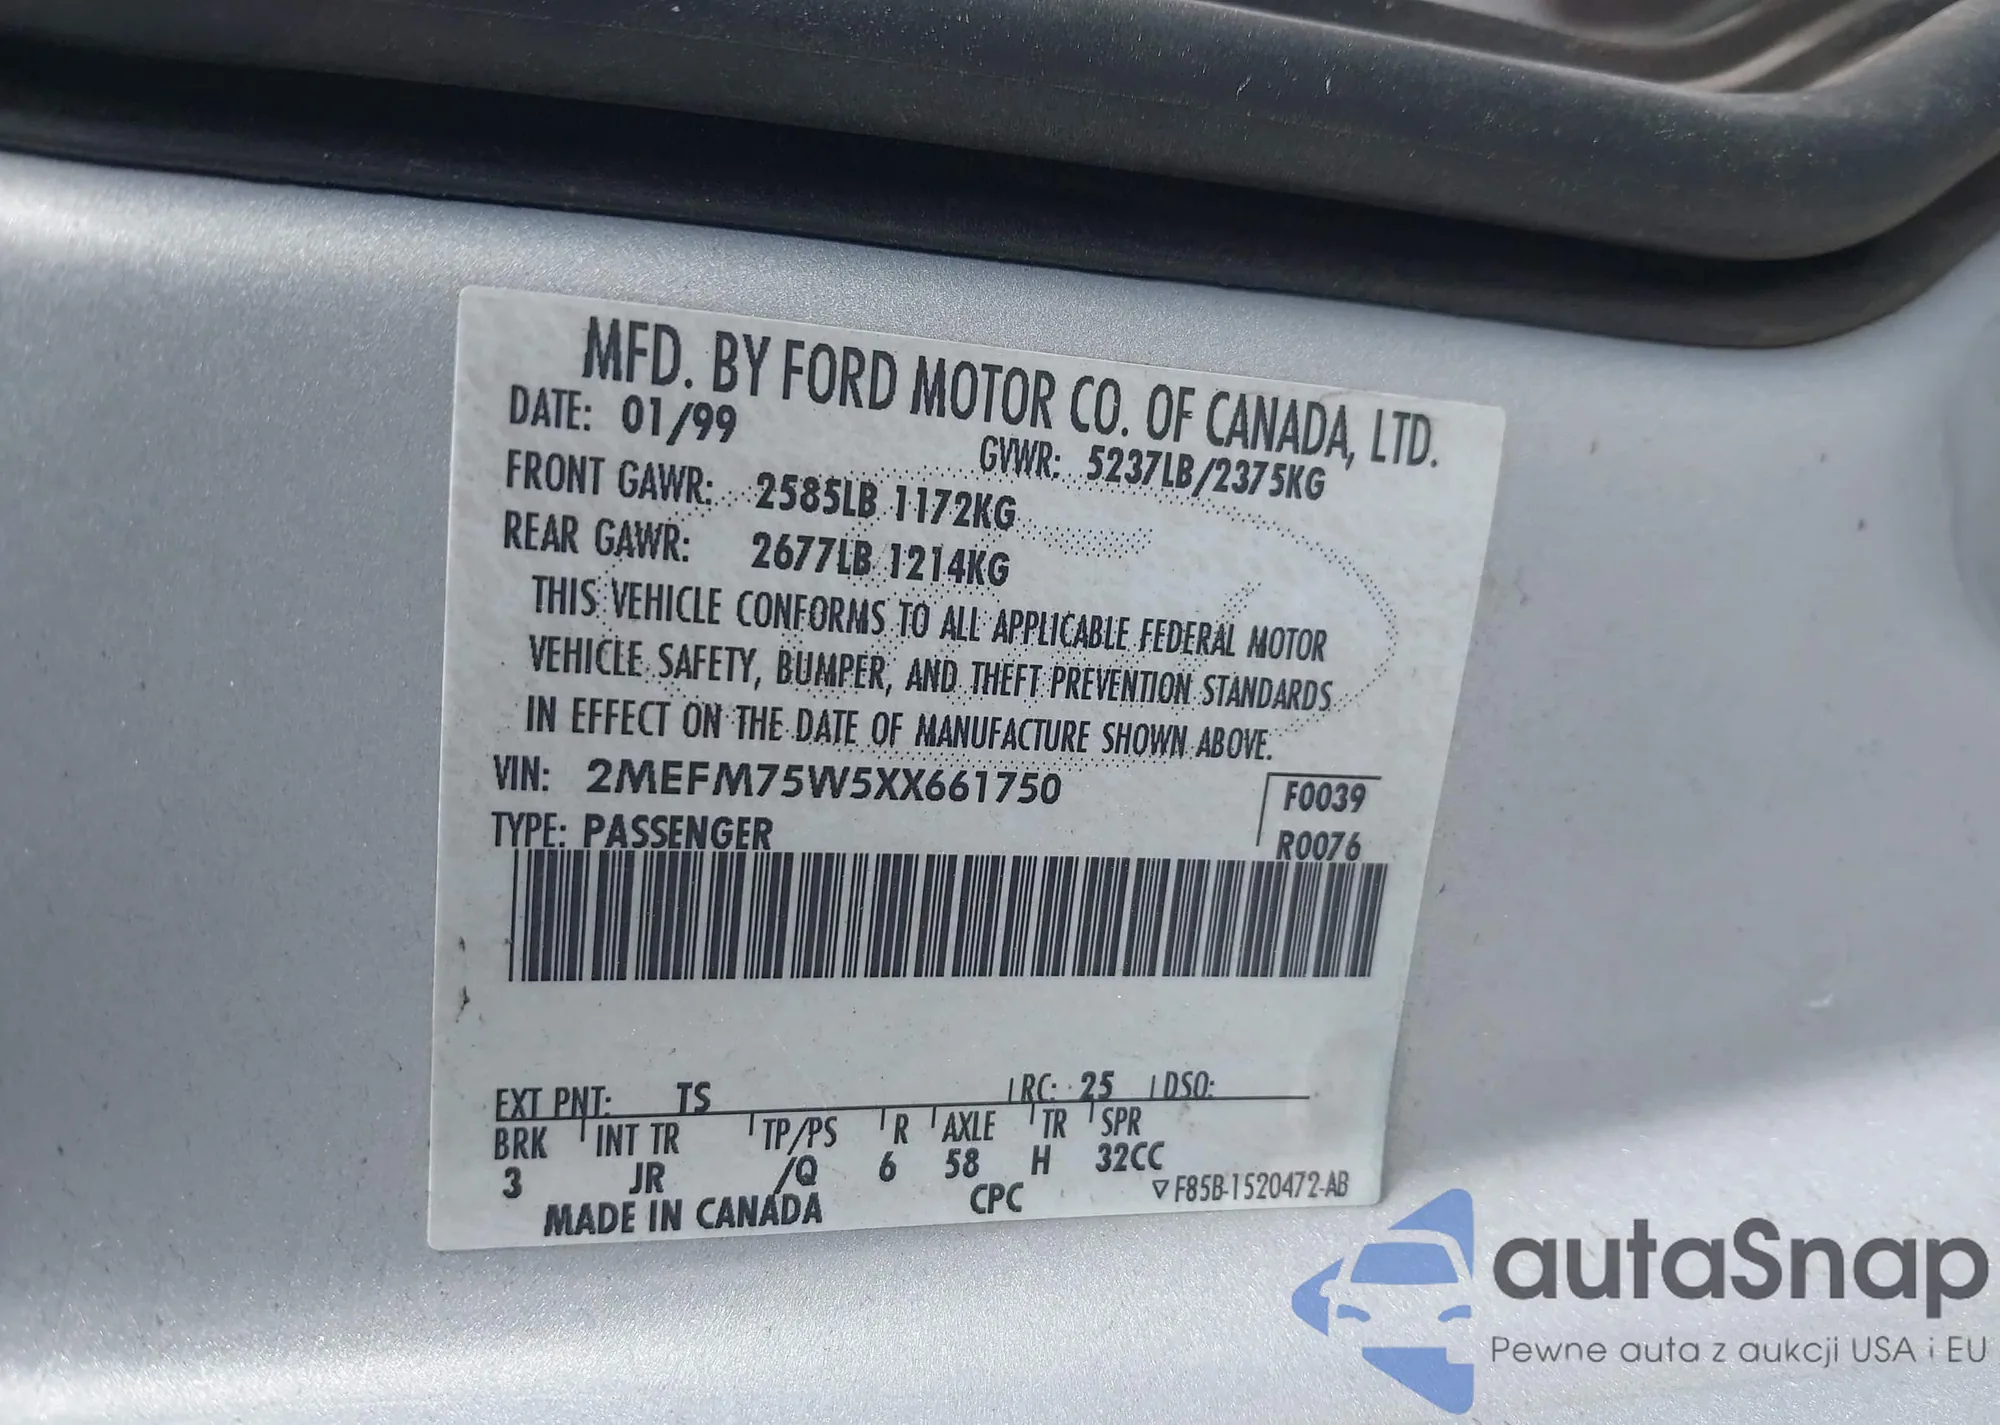 MFD. BY FORD MOTOR CO. OF CANADA, LTD.
DATE: 01/99
GVWR: 5237LB/2375KG
FRONT GAWR: 2585LB 1172KG
REAR GAWR: 2677LB 1214KG
THIS VEHICLE CONFORMS TO ALL APPLICABLE FEDERAL MOTOR
VEHICLE SAFETY, BUMPER, AND THEFT PREVENTION STANDARDS
IN EFFECT ON THE DATE OF MANUFACTURE SHOWN ABOVE.
VIN: 2MEFM75W5XX661750
F0039
TYPE: PASSENGER
R0076
EXT PNT: TS RC: 25 DSO:
BRK INT TR TP/PS R AXLE TR SPR
3 JR /Q 6 58 H 32CC
MADE IN CANADA CPC ▽F85B-1520472-AB
autaSnap
Pewne auta z aukcji USA i EU